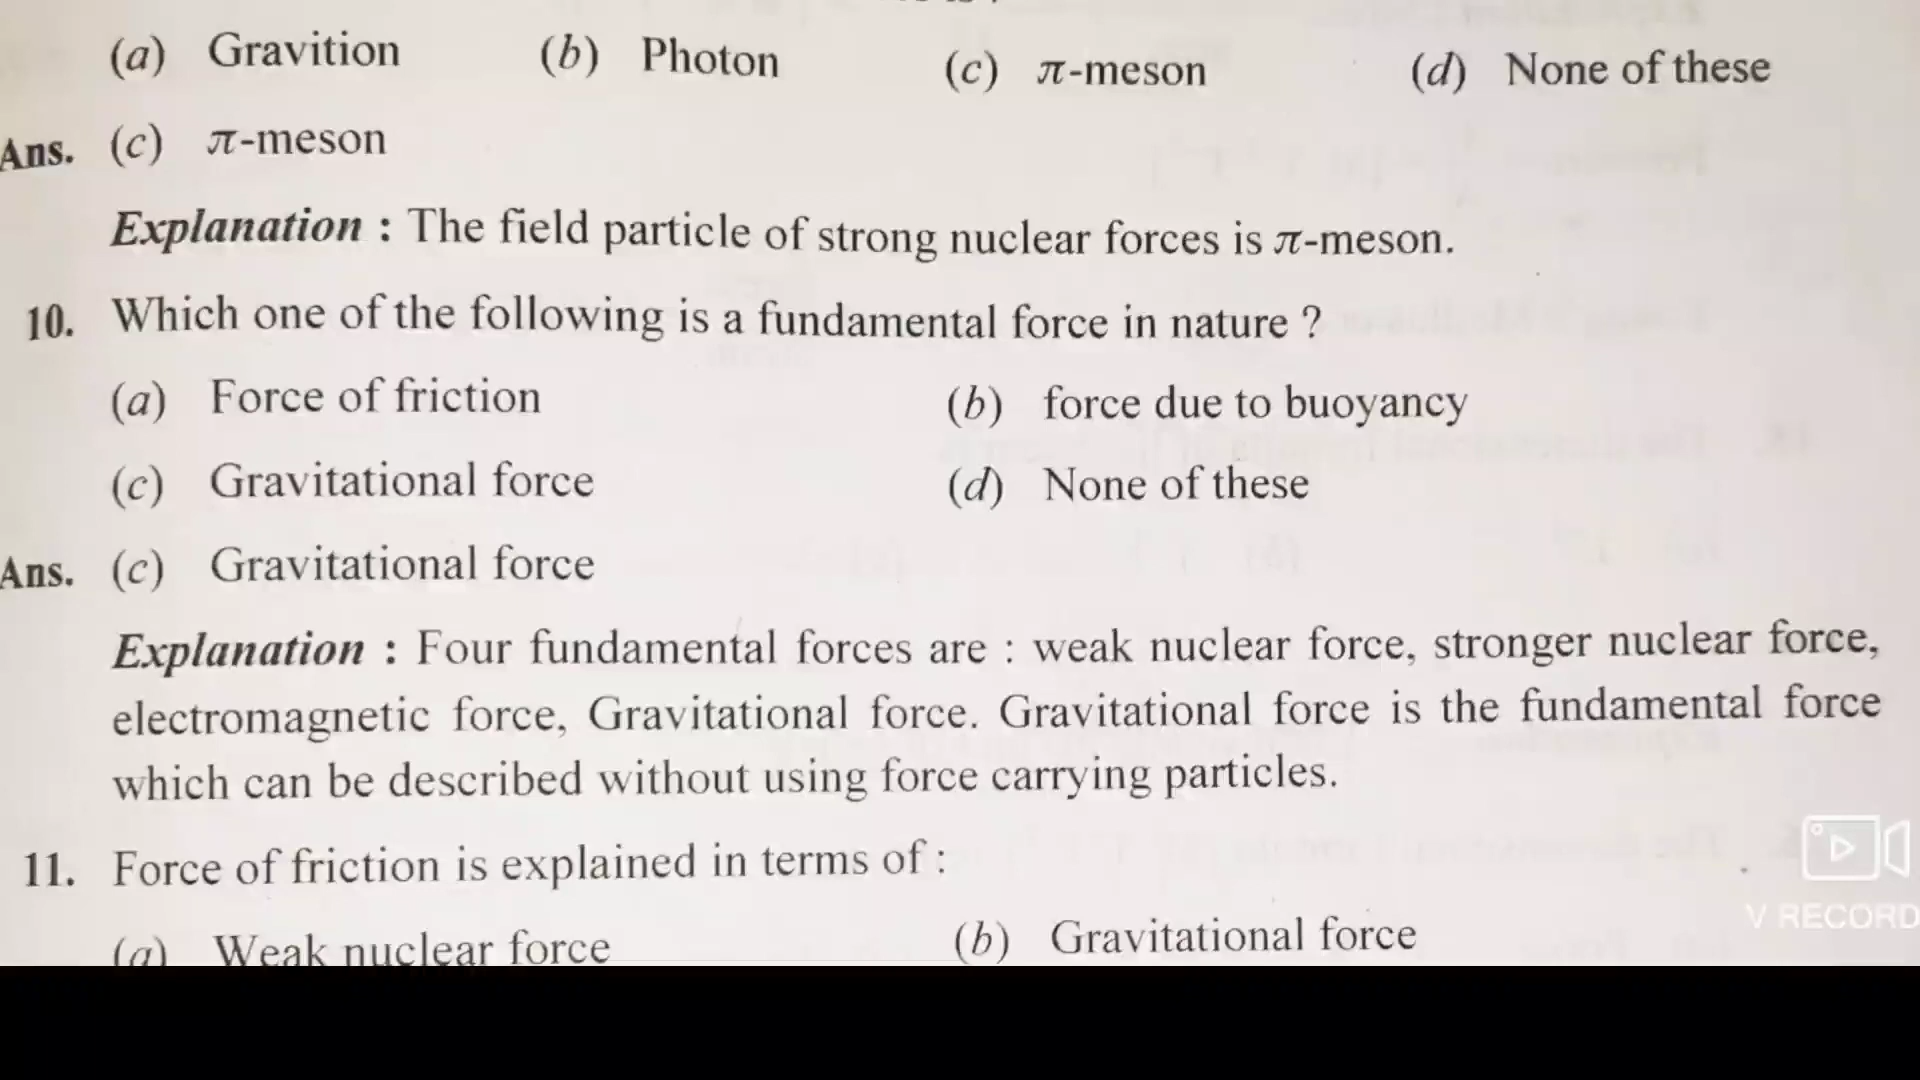 (a) Gravition (b) Photon (c) π-meson (d) None of these
Ans. (c) π-meson
Explanation : The field particle of strong nuclear forces is π-meson.
10. Which one of the following is a fundamental force in nature ?
(a) Force of friction (b) force due to buoyancy
(c) Gravitational force (d) None of these
Ans. (c) Gravitational force
Explanation : Four fundamental forces are : weak nuclear force, stronger nuclear force,
electromagnetic force, Gravitational force. Gravitational force is the fundamental force
which can be described without using force carrying particles.
11. Force of friction is explained in terms of :
V RECORD
(a) Weak nuclear force (b) Gravitational force